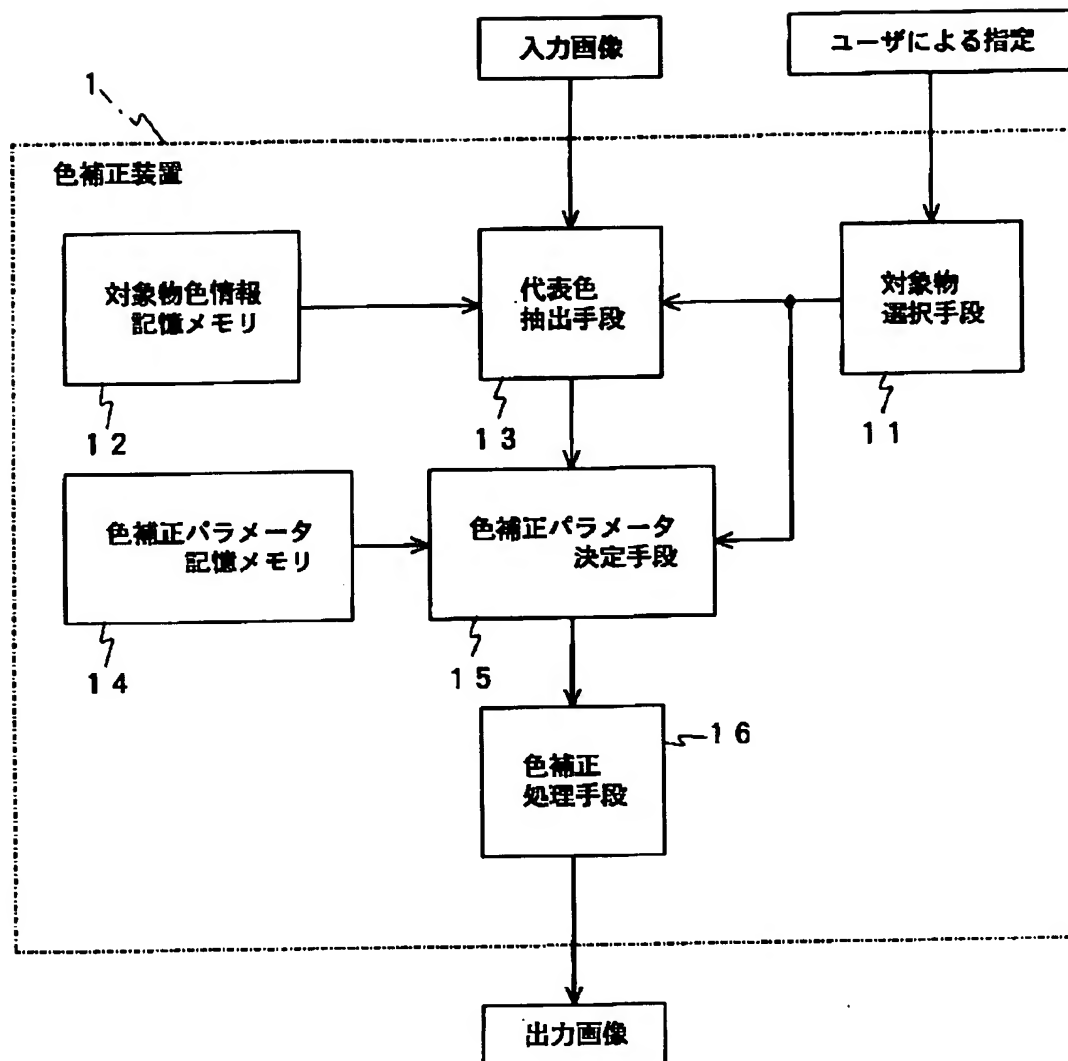 入力画像
ユーザによる指定
1
色補正装置
対象物色情報
記憶メモリ
代表色
抽出手段
対象物
選択手段
12
13
11
色補正パラメータ
記憶メモリ
色補正パラメータ
決定手段
14
15
色補正
処理手段
16
出力画像